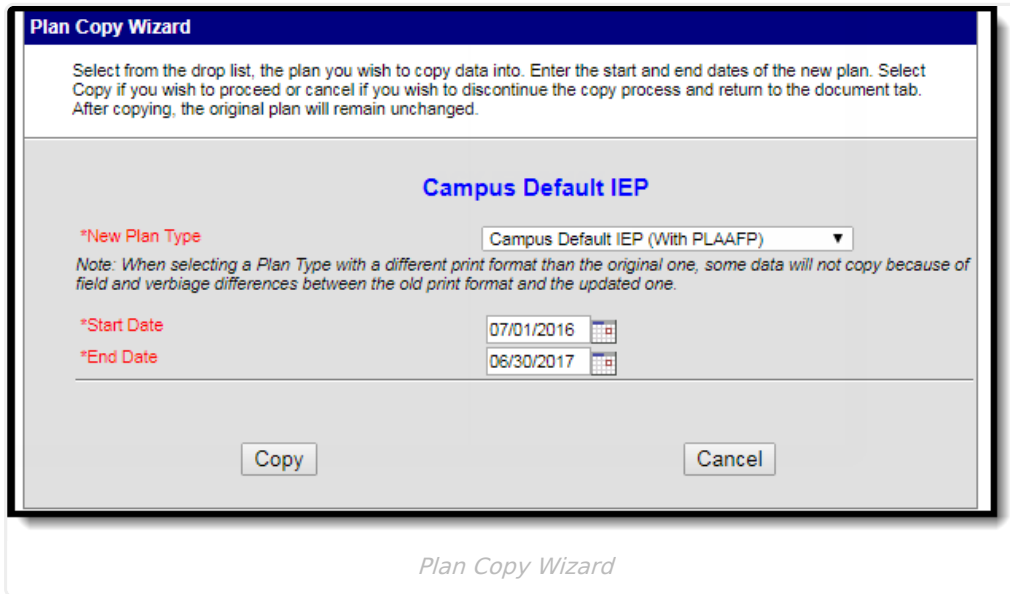 Plan Copy Wizard
Select from the drop list, the plan you wish to copy data into. Enter the start and end dates of the new plan. Select
Copy if you wish to proceed or cancel if you wish to discontinue the copy process and return to the document tab.
After copying, the original plan will remain unchanged.
Campus Default IEP
*New Plan Type
Campus Default IEP (With PLAAFP)
Note: When selecting a Plan Type with a different print format than the original one, some data will not copy because of
field and verbiage differences between the old print format and the updated one.
*Start Date
07/01/2016
*End Date
06/30/2017
Copy
Cancel
Plan Copy Wizard